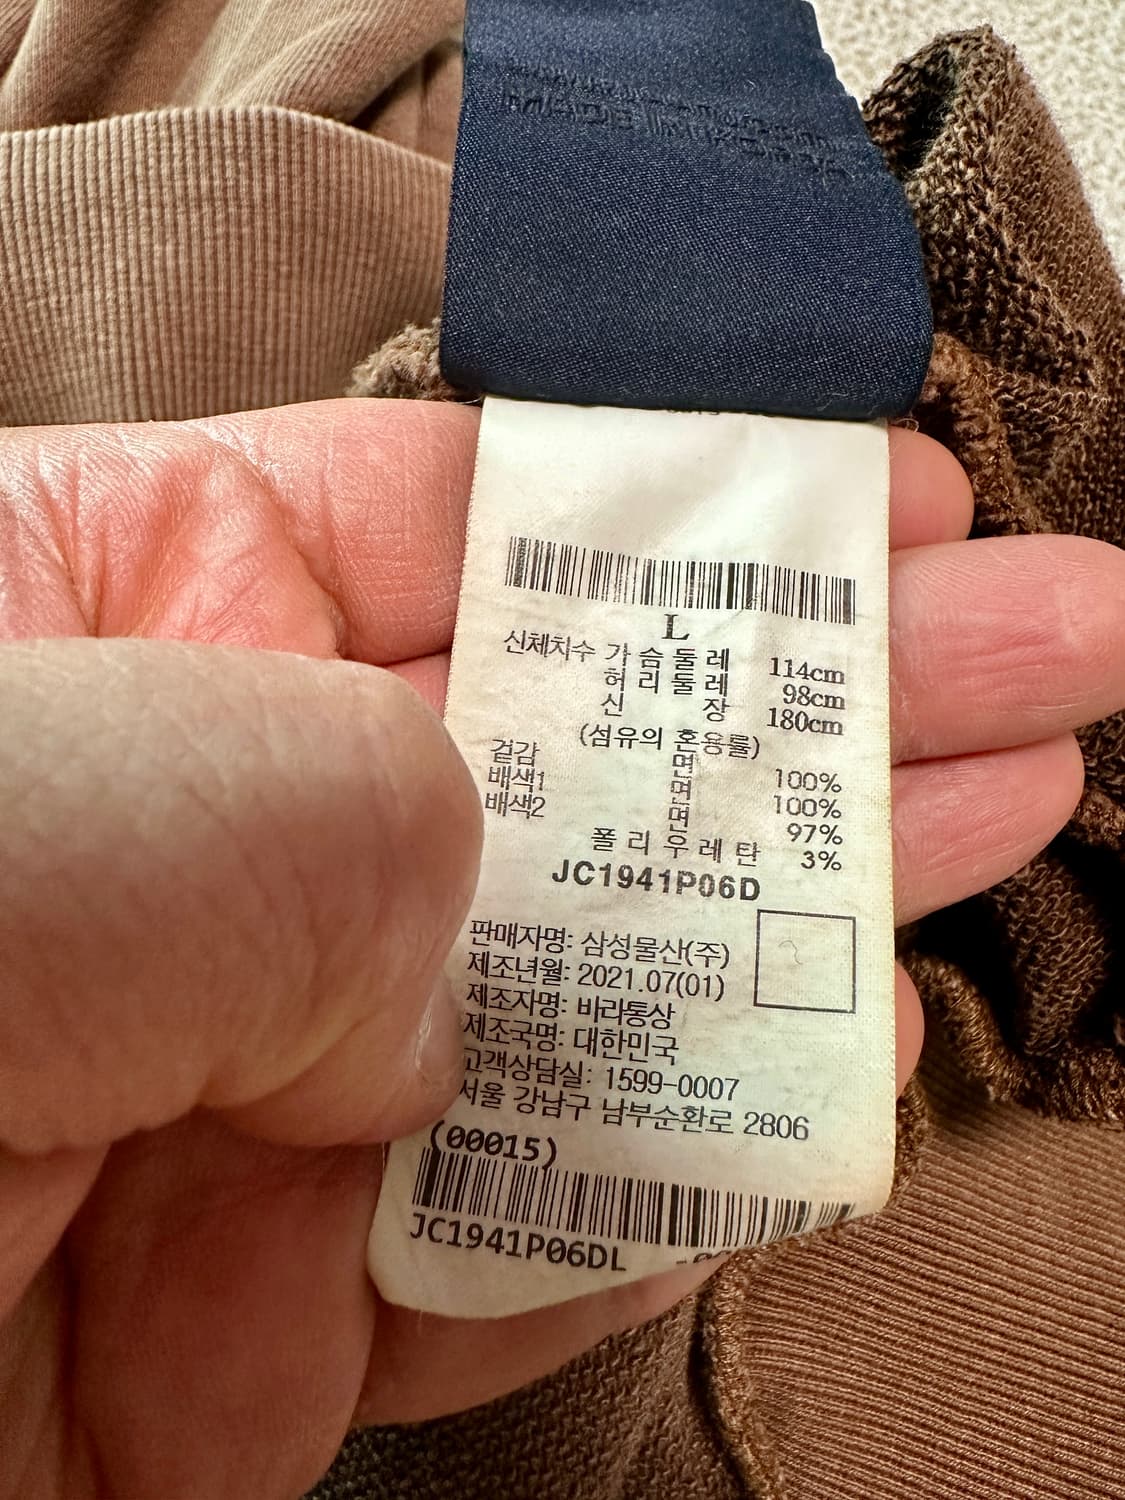 MADE IN KOREA
L
신체치수 가 슴 둘 레 114cm
허 리 둘 레 98cm
신 장 180cm
(섬유의 혼용률)
겉감 면 100%
배색1 면 100%
배색2 면 97%
폴 리 우 레 탄 3%
JC1941P06D
판매자명: 삼성물산(주)
제조년월: 2021.07(01)
제조자명: 바라통상
제조국명: 대한민국
고객상담실: 1599-0007
서울 강남구 남부순환로 2806
(00015)
JC1941P06DL